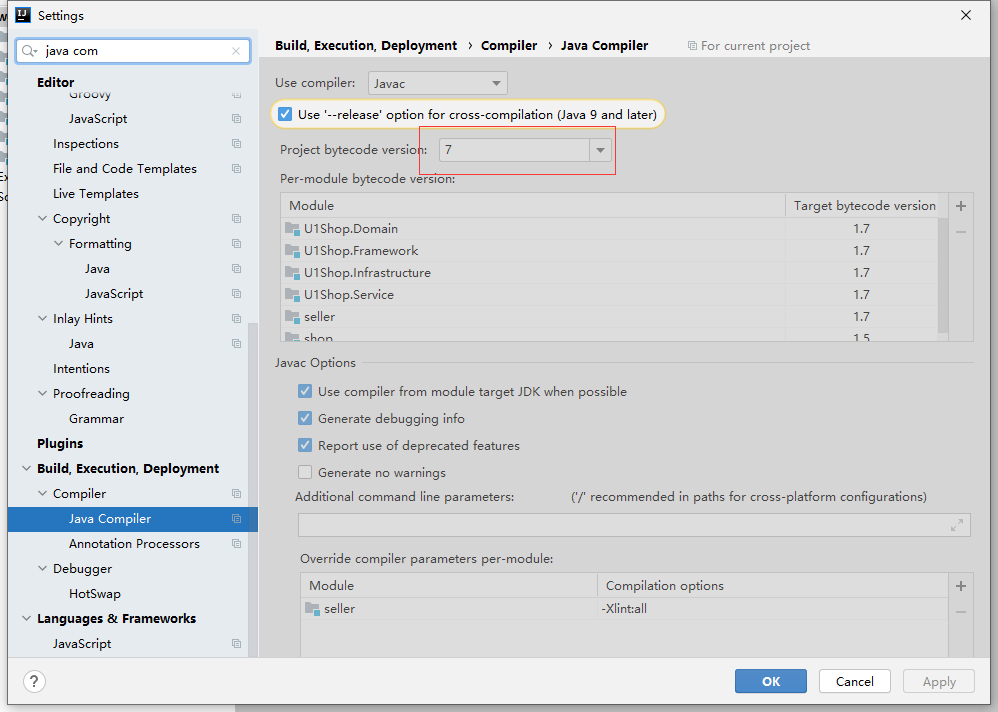 Settings
java com
Editor
Groovy
JavaScript
Inspections
File and Code Templates
Live Templates
Copyright
Formatting
Java
JavaScript
Inlay Hints
Java
Intentions
Proofreading
Grammar
Plugins
Build, Execution, Deployment
Compiler
Java Compiler
Annotation Processors
Debugger
HotSwap
Languages & Frameworks
JavaScript
Build, Execution, Deployment › Compiler › Java Compiler For current project
Use compiler: Javac
Use '--release' option for cross-compilation (Java 9 and later)
Project bytecode version: 7
Per-module bytecode version:
Module Target bytecode version
U1Shop.Domain 1.7
U1Shop.Framework 1.7
U1Shop.Infrastructure 1.7
U1Shop.Service 1.7
seller 1.7
shop 1.5
Javac Options
Use compiler from module target JDK when possible
Generate debugging info
Report use of deprecated features
Generate no warnings
Additional command line parameters: ('/' recommended in paths for cross-platform configurations)
Override compiler parameters per-module:
Module Compilation options
seller -Xlint:all
? OK Cancel Apply